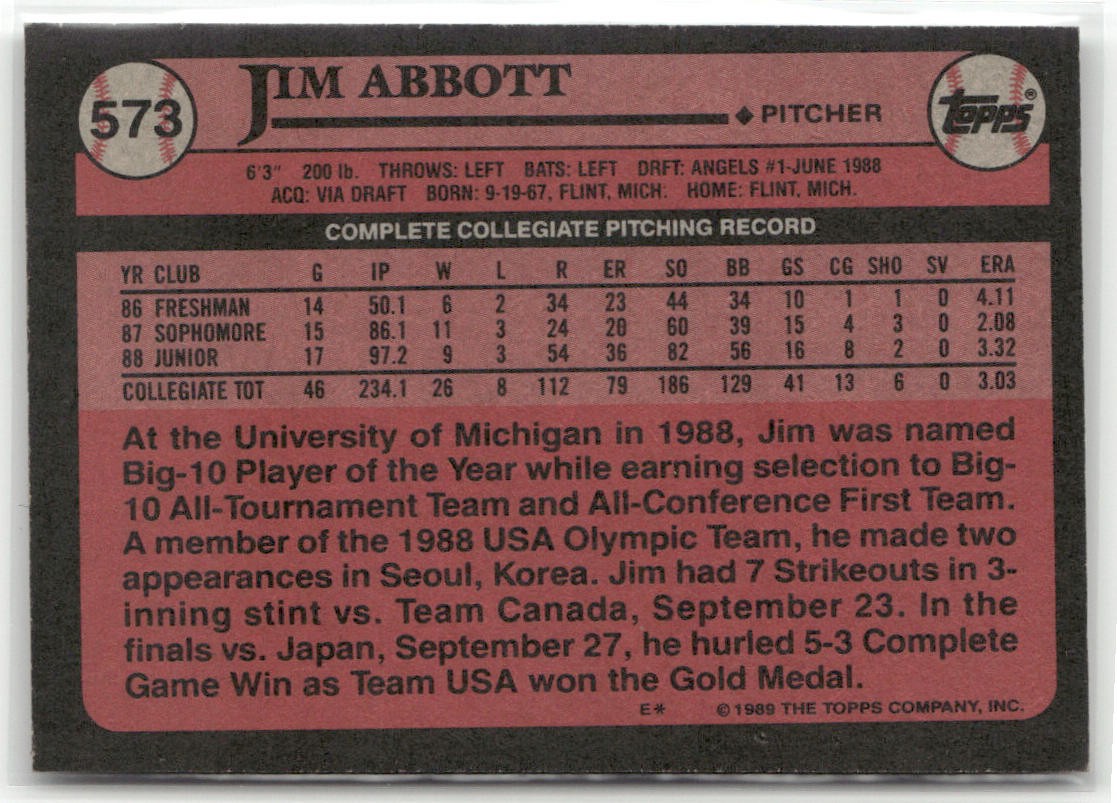 573
JIM ABBOTT
◆ PITCHER
topps®
6'3" 200 lb. THROWS: LEFT BATS: LEFT DRFT: ANGELS #1-JUNE 1988
ACQ: VIA DRAFT BORN: 9-19-67, FLINT, MICH. HOME: FLINT, MICH.
COMPLETE COLLEGIATE PITCHING RECORD
YR CLUB G IP W L R ER SO BB GS CG SHO SV ERA
86 FRESHMAN 14 50.1 6 2 34 23 44 34 10 1 1 0 4.11
87 SOPHOMORE 15 86.1 11 3 24 20 60 39 15 4 3 0 2.08
88 JUNIOR 17 97.2 9 3 54 36 82 56 16 8 2 0 3.32
COLLEGIATE TOT 46 234.1 26 8 112 79 186 129 41 13 6 0 3.03
At the University of Michigan in 1988, Jim was named
Big-10 Player of the Year while earning selection to Big-
10 All-Tournament Team and All-Conference First Team.
A member of the 1988 USA Olympic Team, he made two
appearances in Seoul, Korea. Jim had 7 Strikeouts in 3-
inning stint vs. Team Canada, September 23. In the
finals vs. Japan, September 27, he hurled 5-3 Complete
Game Win as Team USA won the Gold Medal.
E* ©1989 THE TOPPS COMPANY, INC.